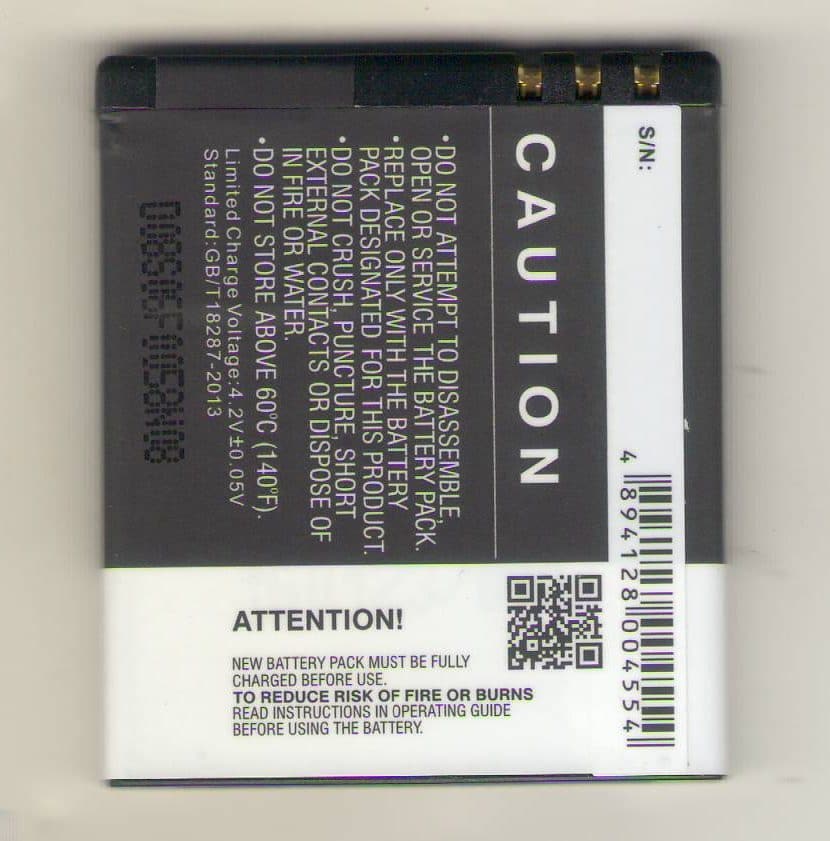 S/N:
4 894128 004554
CAUTION
•DO NOT ATTEMPT TO DISASSEMBLE,
OPEN OR SERVICE THE BATTERY PACK.
•REPLACE ONLY WITH THE BATTERY
PACK DESIGNATED FOR THIS PRODUCT.
•DO NOT CRUSH, PUNCTURE, SHORT
EXTERNAL CONTACTS OR DISPOSE OF
IN FIRE OR WATER.
•DO NOT STORE ABOVE 60°C (140°F).
Limited Charge Voltage:4.2V±0.05V
Standard:GB/T18287-2013
ATTENTION!
NEW BATTERY PACK MUST BE FULLY
CHARGED BEFORE USE.
TO REDUCE RISK OF FIRE OR BURNS
READ INSTRUCTIONS IN OPERATING GUIDE
BEFORE USING THE BATTERY.